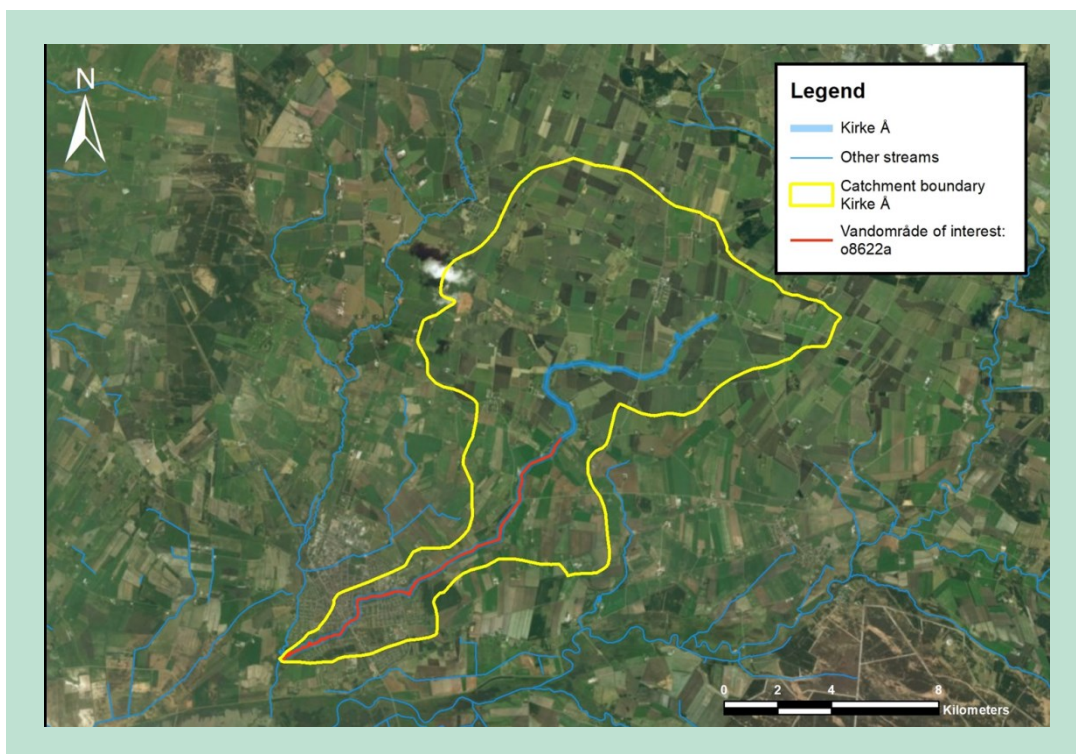 N
Legend
Kirke Å
Other streams
Catchment boundary
Kirke Å
Vandområde of interest:
o8622a
0 2 4 8
Kilometers